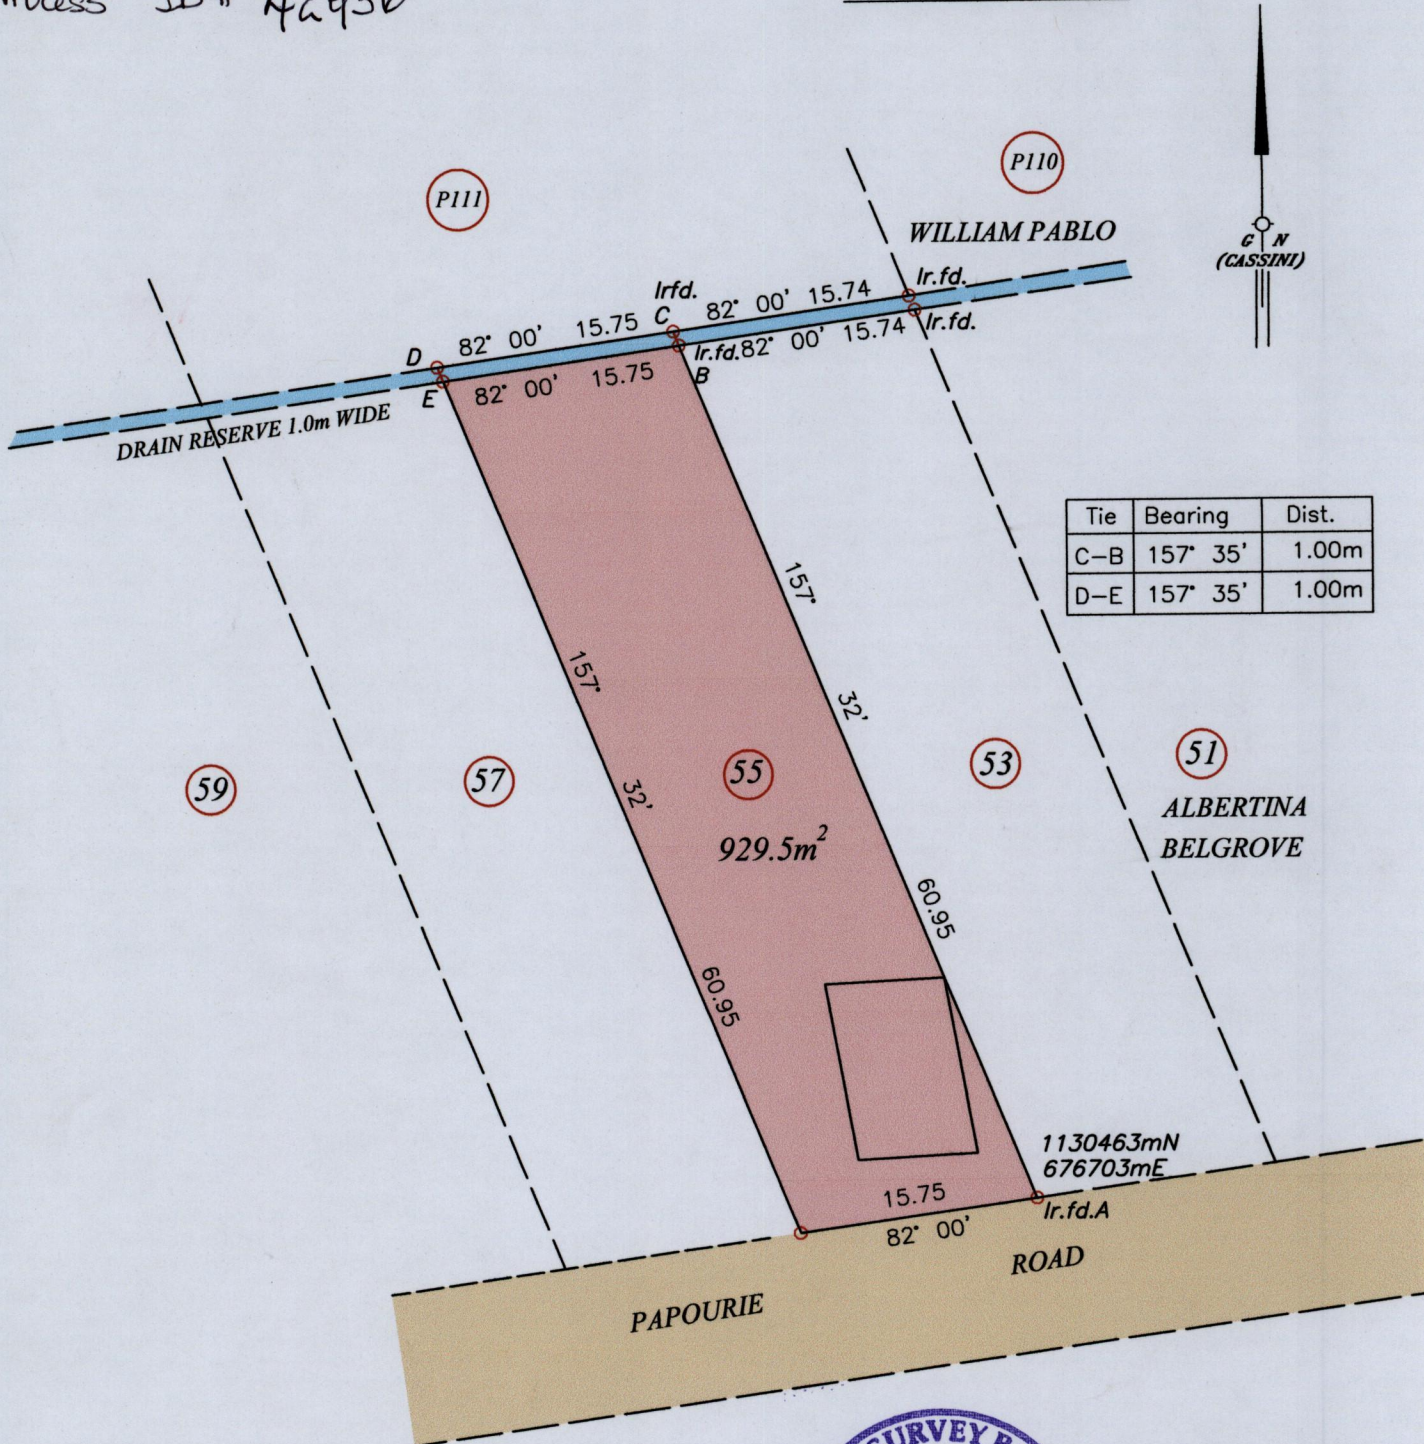 P111
P110
WILLIAM PABLO
G N
(CASSINI)
Irfd.
C
82° 00' 15.74
Ir.fd.
D
82° 00' 15.75
Ir.fd.
82° 00' 15.74
Ir.fd.
B
E
82° 00' 15.75
DRAIN RESERVE 1.0m WIDE
Tie Bearing Dist.
C-B 157° 35' 1.00m
D-E 157° 35' 1.00m
157° 32' 60.95
157° 32' 60.95
59
57
55
53
51
ALBERTINA
BELGROVE
929.5m²
1130463mN
676703mE
15.75
82° 00'
Ir.fd.A
PAPOURIE ROAD
SURVEY